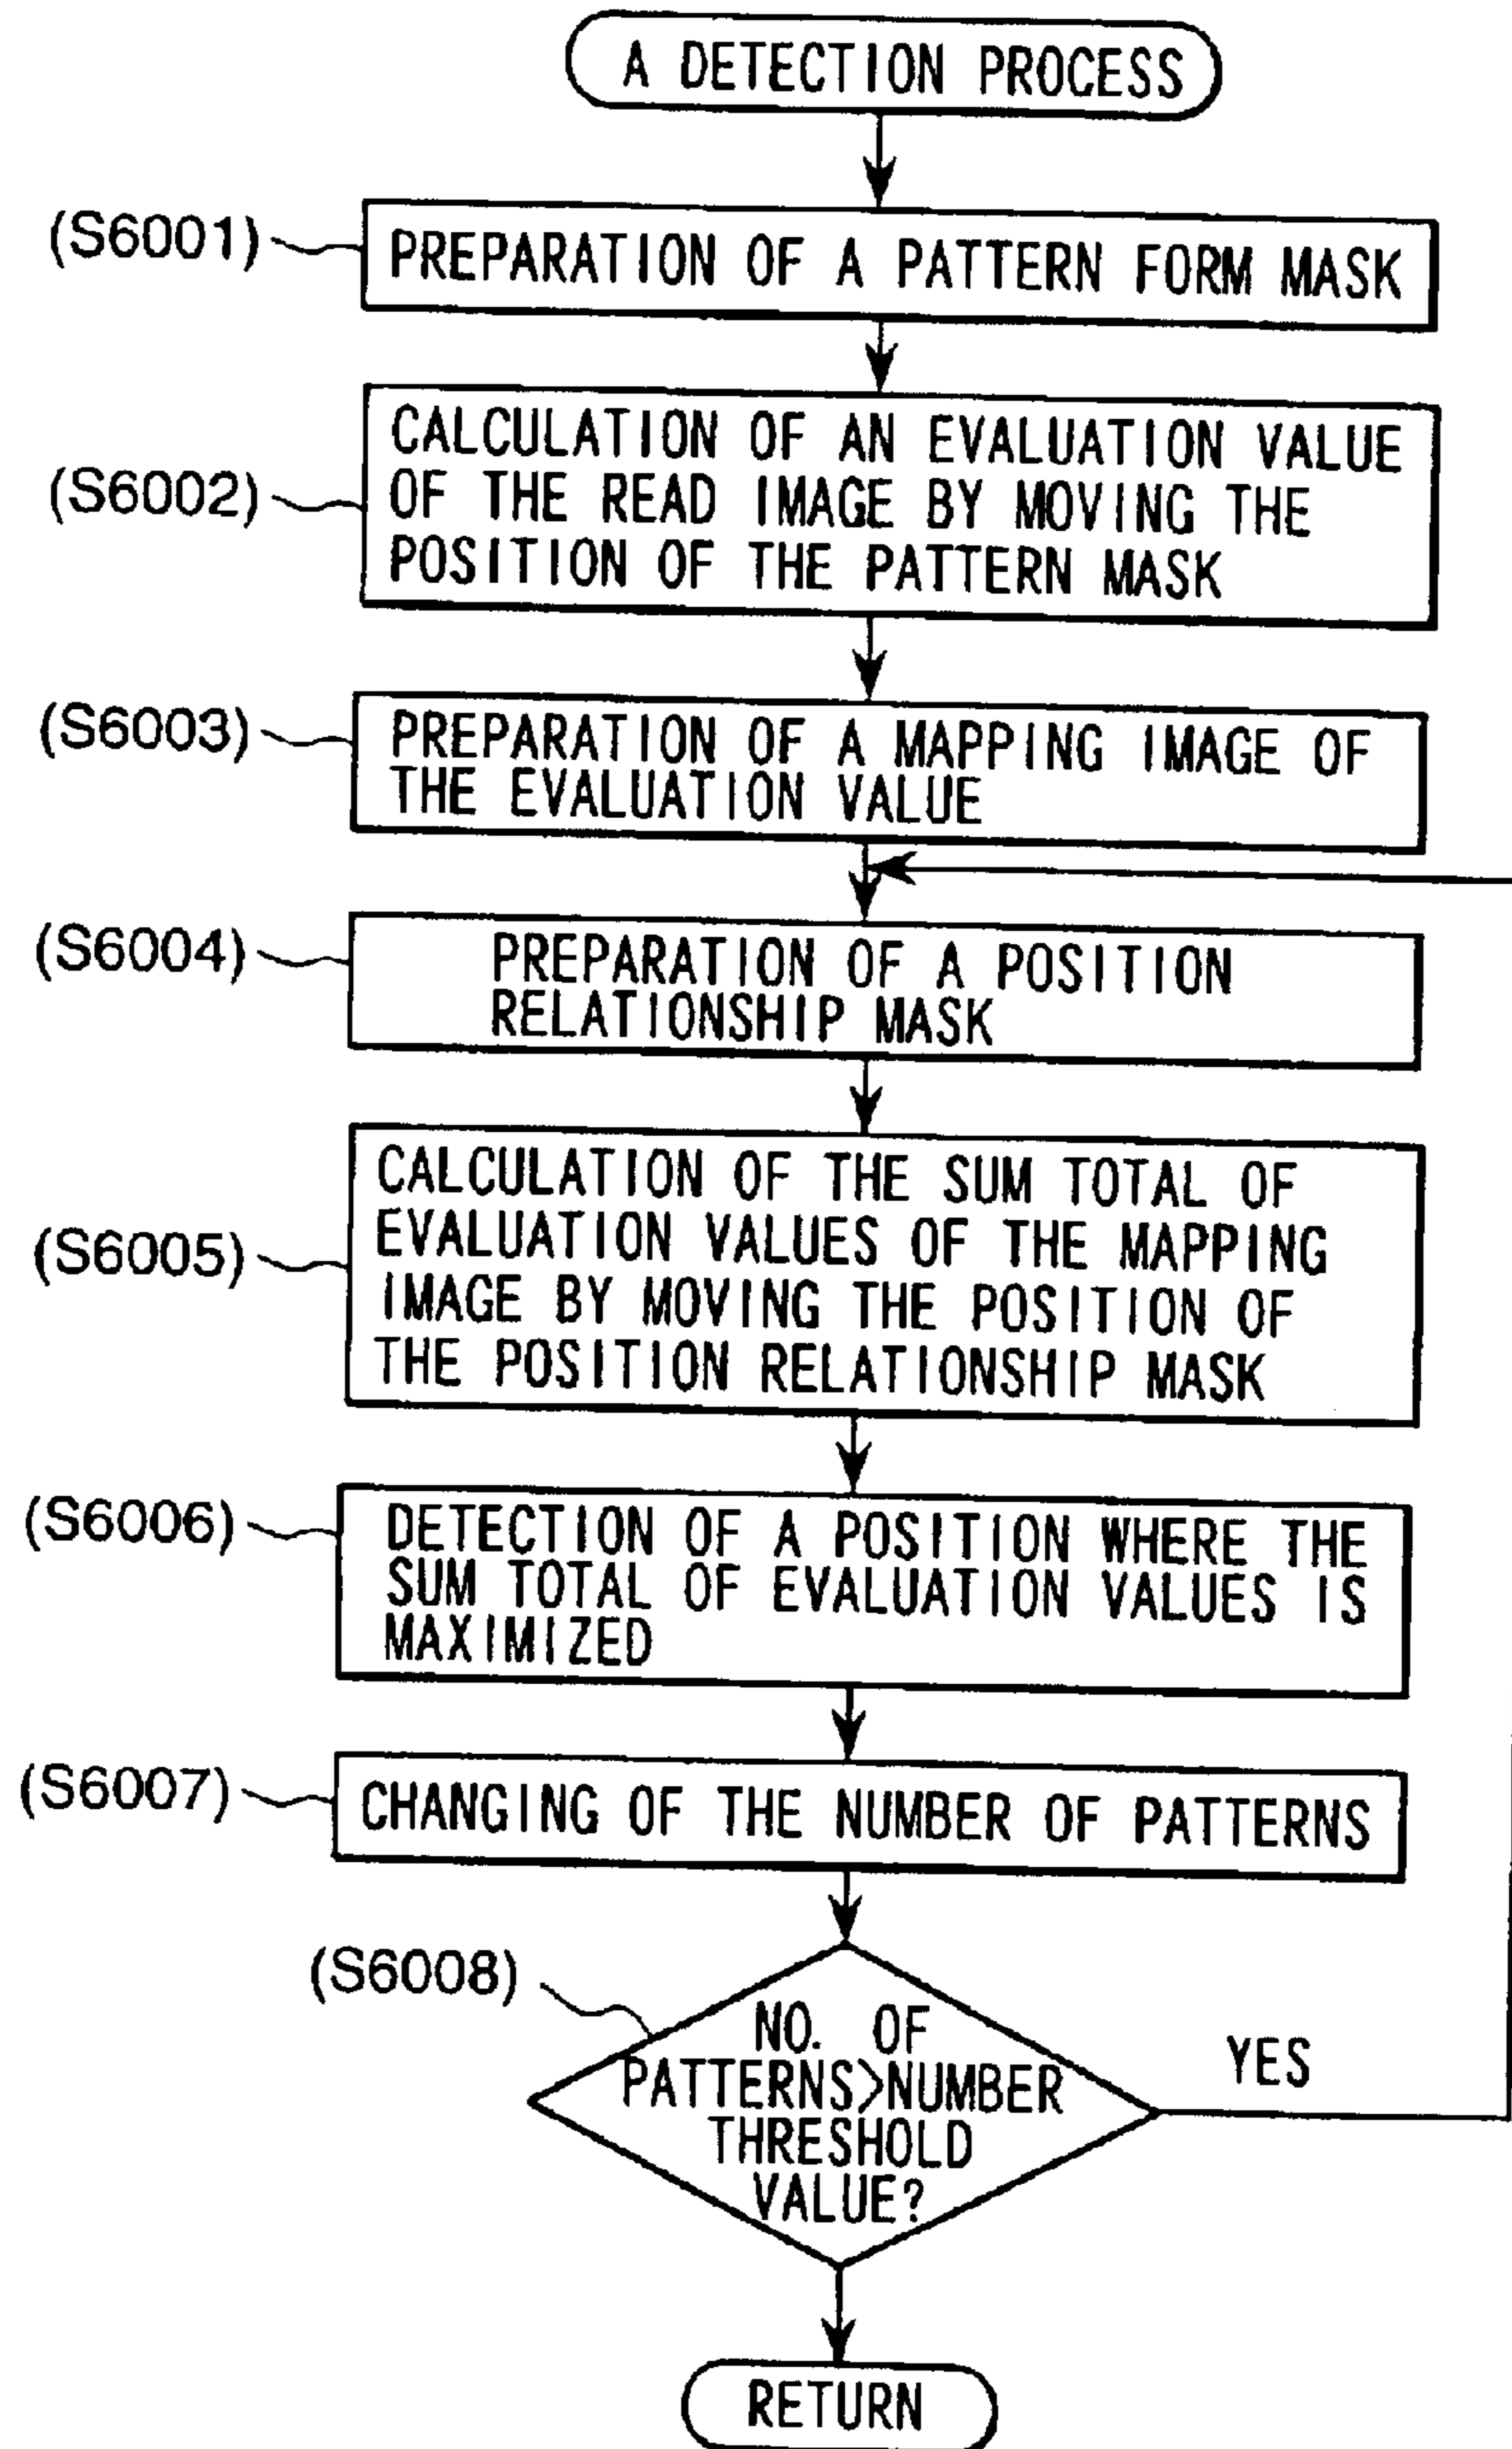 A DETECTION PROCESS
(S6001)
PREPARATION OF A PATTERN FORM MASK
(S6002)
CALCULATION OF AN EVALUATION VALUE
OF THE READ IMAGE BY MOVING THE
POSITION OF THE PATTERN MASK
(S6003)
PREPARATION OF A MAPPING IMAGE OF
THE EVALUATION VALUE
(S6004)
PREPARATION OF A POSITION
RELATIONSHIP MASK
(S6005)
CALCULATION OF THE SUM TOTAL OF
EVALUATION VALUES OF THE MAPPING
IMAGE BY MOVING THE POSITION OF
THE POSITION RELATIONSHIP MASK
(S6006)
DETECTION OF A POSITION WHERE THE
SUM TOTAL OF EVALUATION VALUES IS
MAXIMIZED
(S6007)
CHANGING OF THE NUMBER OF PATTERNS
(S6008)
NO. OF
PATTERNS>NUMBER
THRESHOLD
VALUE?
YES
RETURN